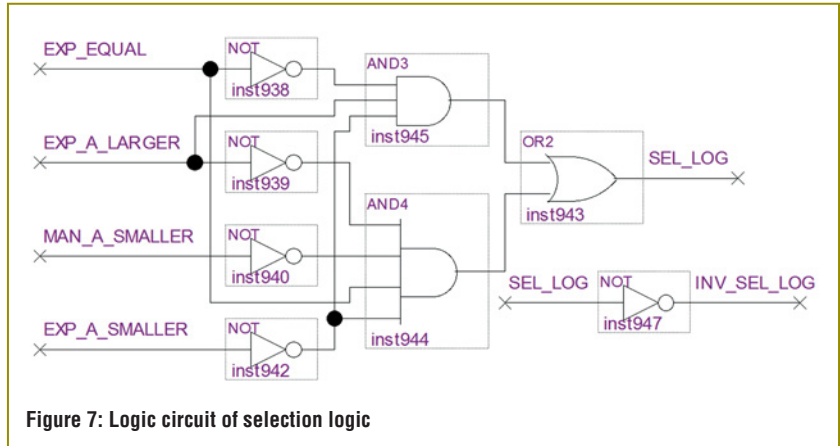 EXP_EQUAL
NOT
inst938
AND3
inst945
EXP_A_LARGER
NOT
inst939
OR2
inst943
SEL_LOG
MAN_A_SMALLER
NOT
inst940
AND4
inst944
SEL_LOG
NOT
inst947
INV_SEL_LOG
EXP_A_SMALLER
NOT
inst942
Figure 7: Logic circuit of selection logic